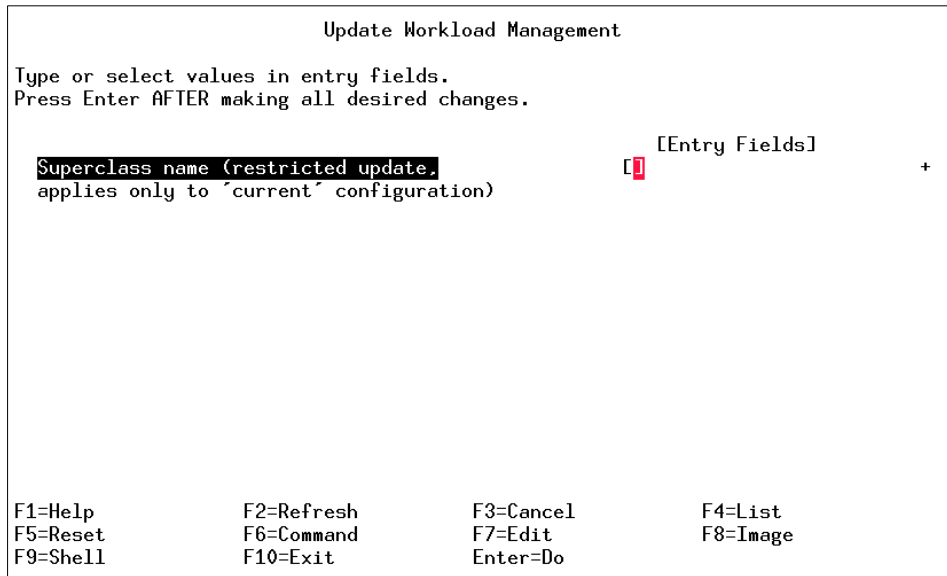 Update Workload Management
Type or select values in entry fields.
Press Enter AFTER making all desired changes.
[Entry Fields]
Superclass name (restricted update, [] +
applies only to ´current´ configuration)
F1=Help F2=Refresh F3=Cancel F4=List
F5=Reset F6=Command F7=Edit F8=Image
F9=Shell F10=Exit Enter=Do